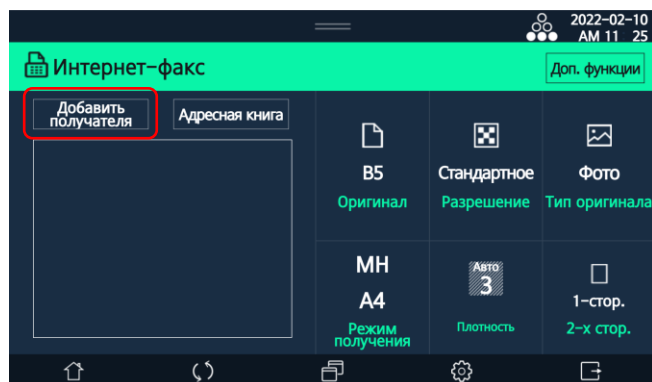 2022-02-10
AM 11 25
Интернет-факс
Доп. функции
Добавить
получателя
Адресная книга
B5
Оригинал
Стандартное
Разрешение
Фото
Тип оригинала
MH
A4
Режим
получения
Авто
3
Плотность
1-стор.
2-х стор.